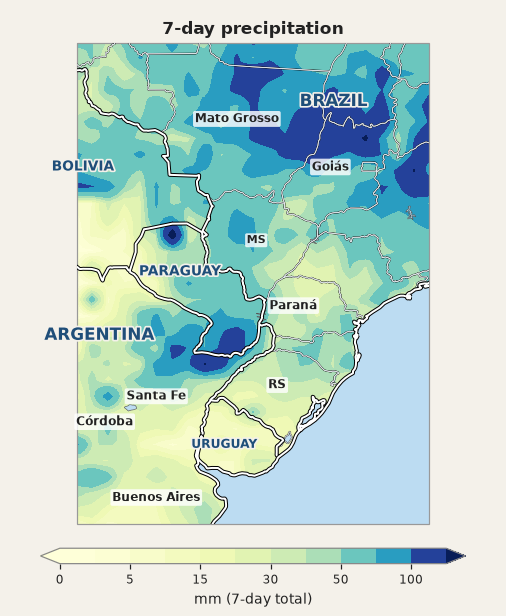 7-day precipitation
BRAZIL
Mato Grosso
BOLIVIA
Goiás
MS
PARAGUAY
Paraná
ARGENTINA
RS
Santa Fe
Córdoba
URUGUAY
Buenos Aires
0 5 15 30 50 100
mm (7-day total)